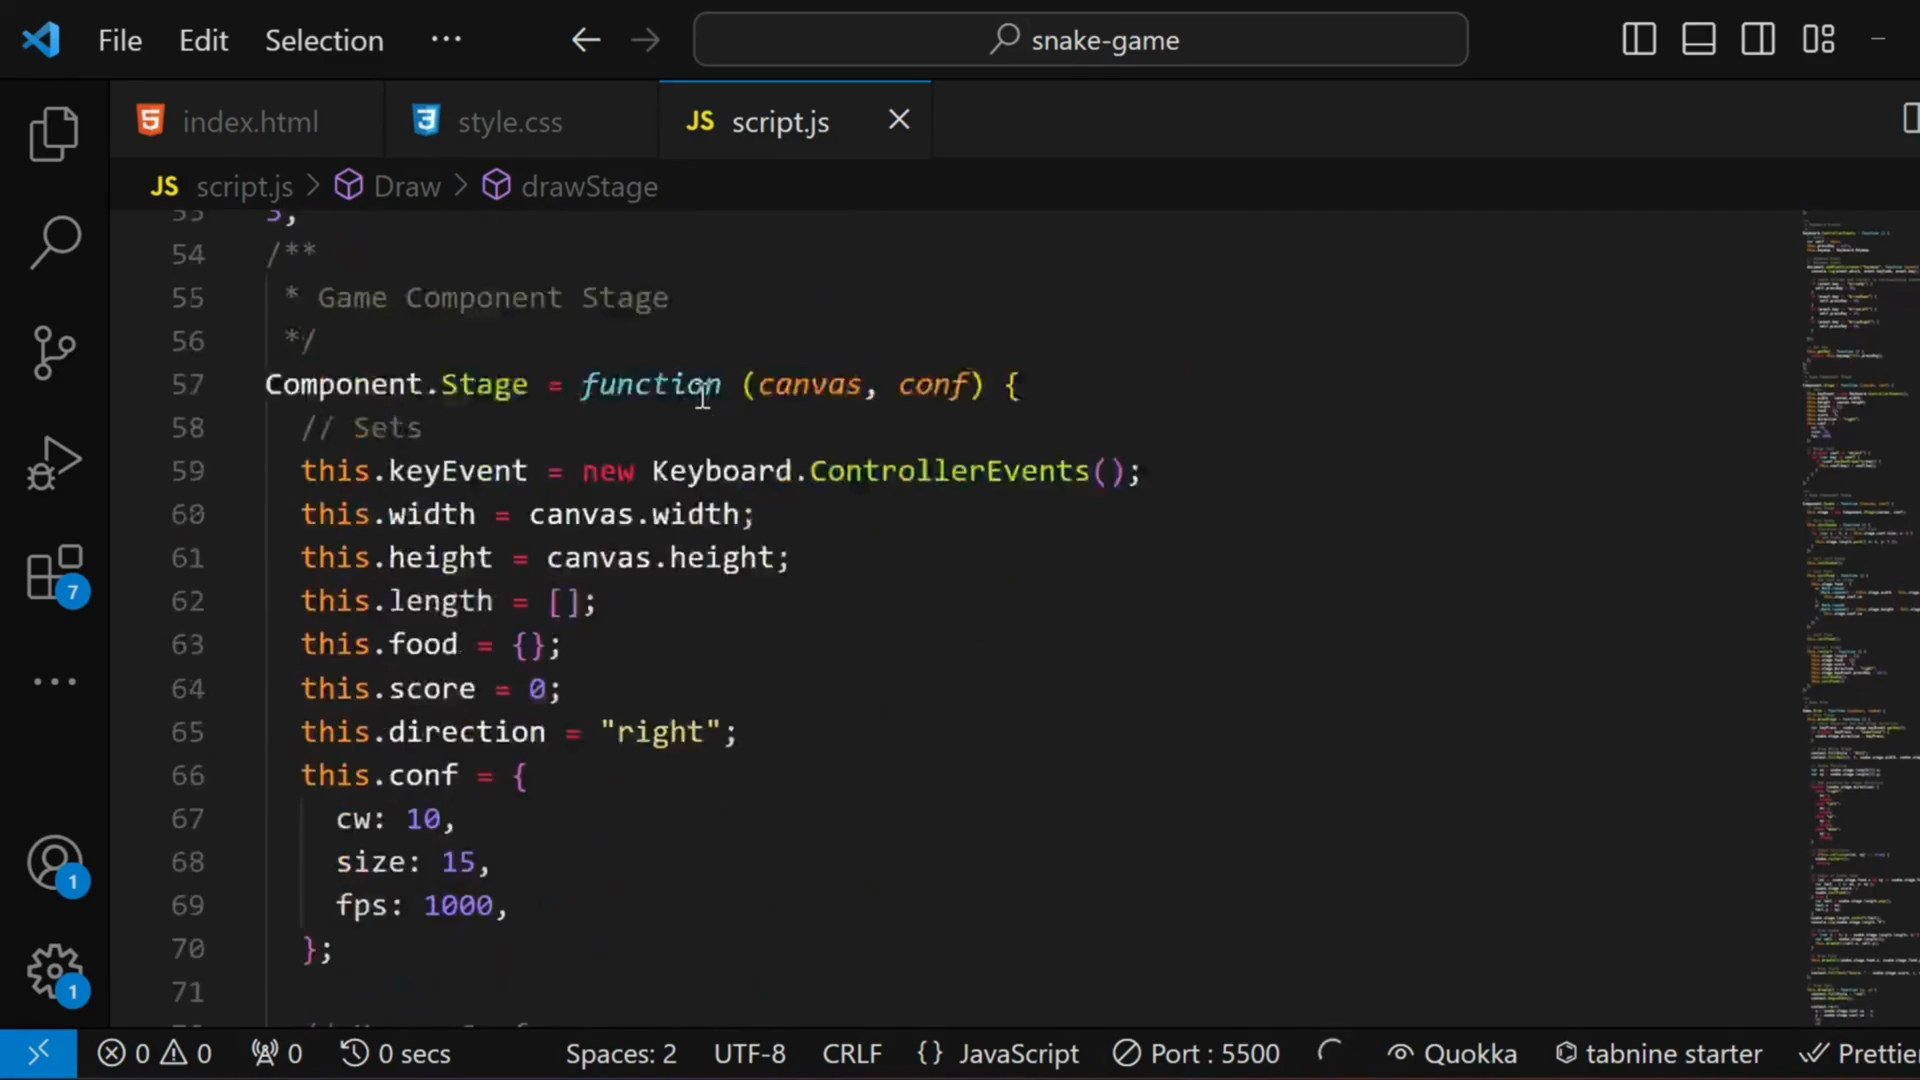 File Edit Selection ··· snake-game
index.html style.css JS script.js
JS script.js > Draw > drawStage
54 /**
55 * Game Component Stage
56 */
57 Component.Stage = function (canvas, conf) {
58 // Sets
59 this.keyEvent = new Keyboard.ControllerEvents();
60 this.width = canvas.width;
61 this.height = canvas.height;
62 this.length = [];
63 this.food = {};
64 this.score = 0;
65 this.direction = "right";
66 this.conf = {
67 cw: 10,
68 size: 15,
69 fps: 1000,
70 };
71
7
1
1
0 0 0 0 secs Spaces: 2 UTF-8 CRLF {} JavaScript Port : 5500 Quokka tabnine starter Prettier